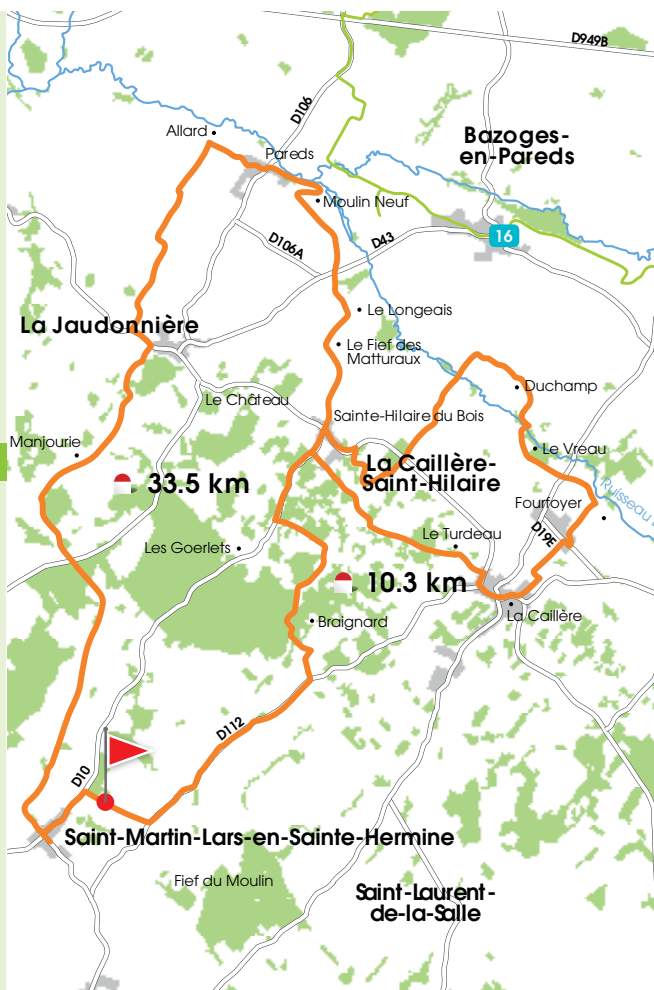 D949B
D106
Allard
Bazoges-
en-Pareds
Pareds
Moulin Neuf
D106A
D43
16
Le Longeais
La Jaudonnière
Le Fief des
Matturaux
Duchamp
Le Château
Sainte-Hilaire du Bois
Manjourie
Le Vreau
La Caillère-
Saint-Hilaire
33.5 km
Ruisseau
Fourfoyer
Le Turdeau
D19E
Les Goerlets
10.3 km
La Caillère
Braignard
D112
D10
Saint-Martin-Lars-en-Sainte-Hermine
Fief du Moulin
Saint-Laurent-
de-la-Salle